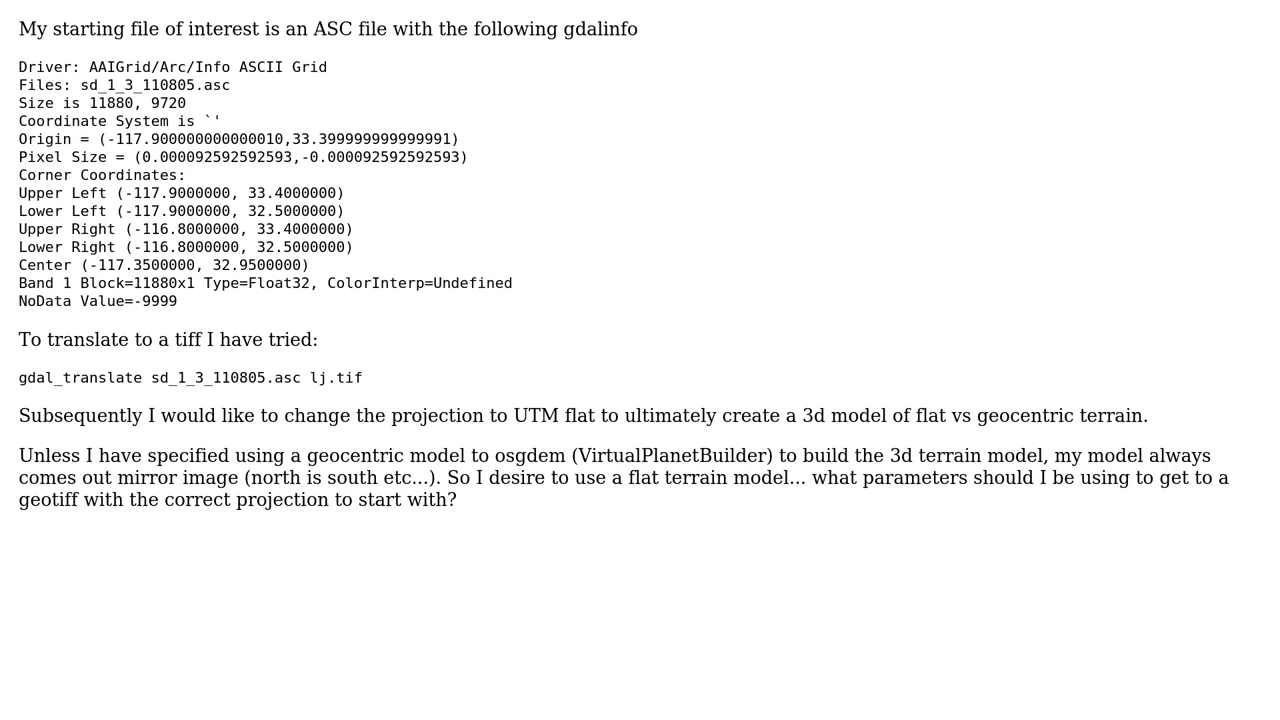 My starting file of interest is an ASC file with the following gdalinfo
Driver: AAIGrid/Arc/Info ASCII Grid
Files: sd_1_3_110805.asc
Size is 11880, 9720
Coordinate System is `'
Origin = (-117.900000000000010,33.399999999999991)
Pixel Size = (0.000092592592593,-0.000092592592593)
Corner Coordinates:
Upper Left (-117.9000000, 33.4000000)
Lower Left (-117.9000000, 32.5000000)
Upper Right (-116.8000000, 33.4000000)
Lower Right (-116.8000000, 32.5000000)
Center (-117.3500000, 32.9500000)
Band 1 Block=11880x1 Type=Float32, ColorInterp=Undefined
NoData Value=-9999
To translate to a tiff I have tried:
gdal_translate sd_1_3_110805.asc lj.tif
Subsequently I would like to change the projection to UTM flat to ultimately create a 3d model of flat vs geocentric terrain.
Unless I have specified using a geocentric model to osgdem (VirtualPlanetBuilder) to build the 3d terrain model, my model always
comes out mirror image (north is south etc...). So I desire to use a flat terrain model... what parameters should I be using to get to a
geotiff with the correct projection to start with?